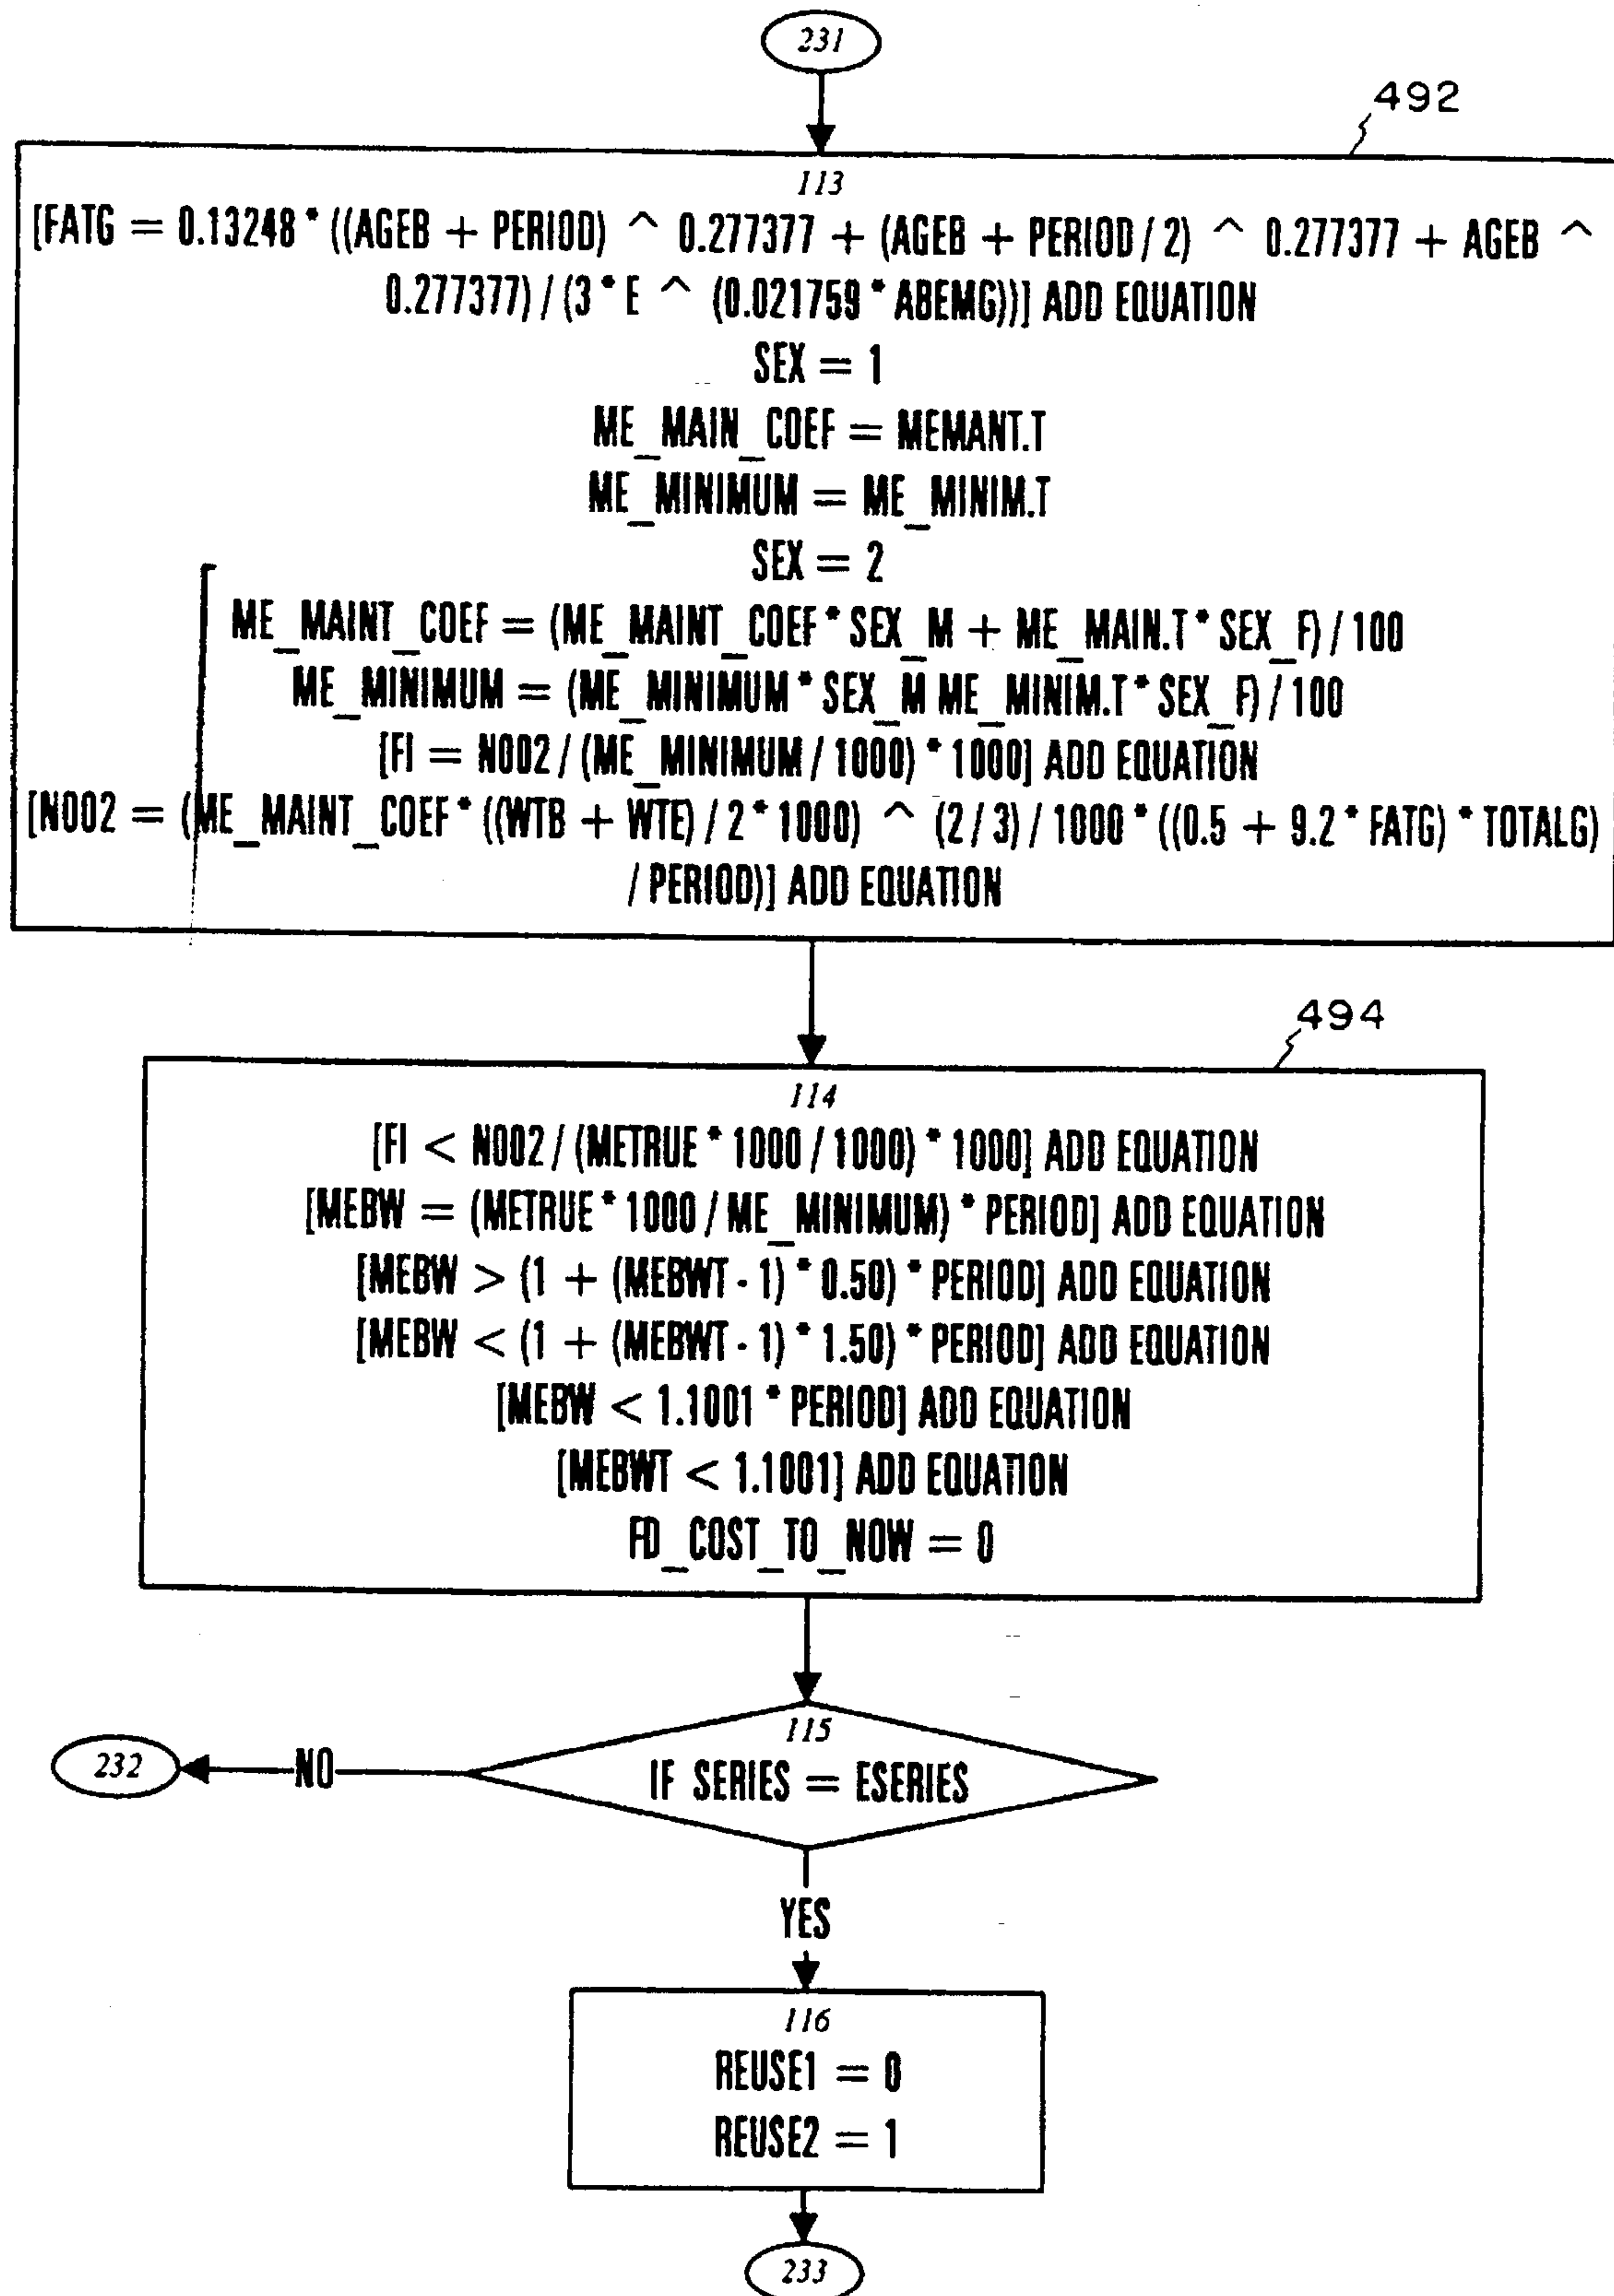 231
492
113
[FATG = 0.13248 * ((AGEB + PERIOD) ^ 0.277377 + (AGEB + PERIOD / 2) ^ 0.277377 + AGEB ^
0.277377) / (3 * E ^ (0.021759 * ABEMG))] ADD EQUATION
SEX = 1
ME_MAIN_COEF = MEMANT.T
ME_MINIMUM = ME_MINIM.T
SEX = 2
ME_MAINT_COEF = (ME_MAINT_COEF * SEX_M + ME_MAIN.T * SEX_F) / 100
ME_MINIMUM = (ME_MINIMUM * SEX_M ME_MINIM.T * SEX_F) / 100
[FI = N002 / (ME_MINIMUM / 1000) * 1000] ADD EQUATION
[N002 = (ME_MAINT_COEF * ((WTB + WTE) / 2 * 1000) ^ (2 / 3) / 1000 * ((0.5 + 9.2 * FATG) * TOTALG)
/ PERIOD)] ADD EQUATION
494
114
[FI < N002 / (METRUE * 1000 / 1000) * 1000] ADD EQUATION
[MEBW = (METRUE * 1000 / ME_MINIMUM) * PERIOD] ADD EQUATION
[MEBW > (1 + (MEBWT - 1) * 0.50) * PERIOD] ADD EQUATION
[MEBW < (1 + (MEBWT - 1) * 1.50) * PERIOD] ADD EQUATION
[MEBW < 1.1001 * PERIOD] ADD EQUATION
[MEBWT < 1.1001] ADD EQUATION
FD_COST_TO_NOW = 0
115
IF SERIES = ESERIES
232
NO
YES
116
REUSE1 = 0
REUSE2 = 1
233